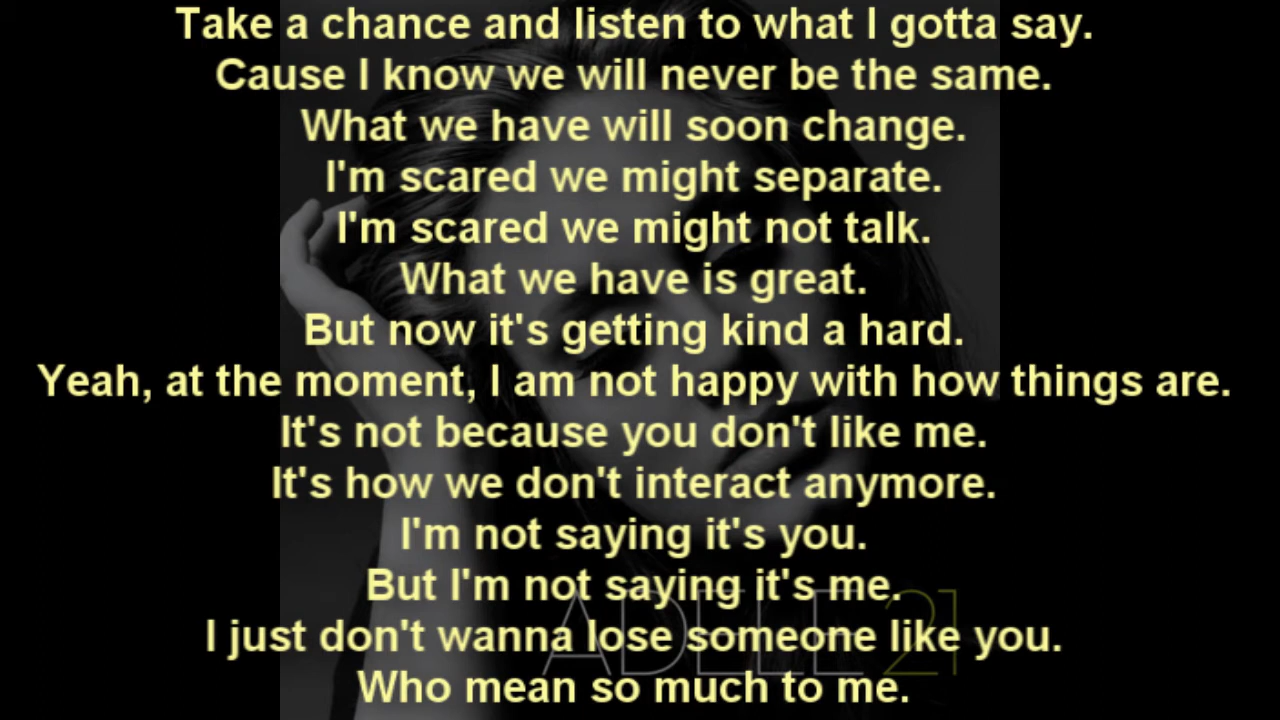 Take a chance and listen to what I gotta say.
Cause I know we will never be the same.
What we have will soon change.
I'm scared we might separate.
I'm scared we might not talk.
What we have is great.
But now it's getting kind a hard.
Yeah, at the moment, I am not happy with how things are.
It's not because you don't like me.
It's how we don't interact anymore.
I'm not saying it's you.
But I'm not saying it's me.
I just don't wanna lose someone like you.
Who mean so much to me.
ADELE 21